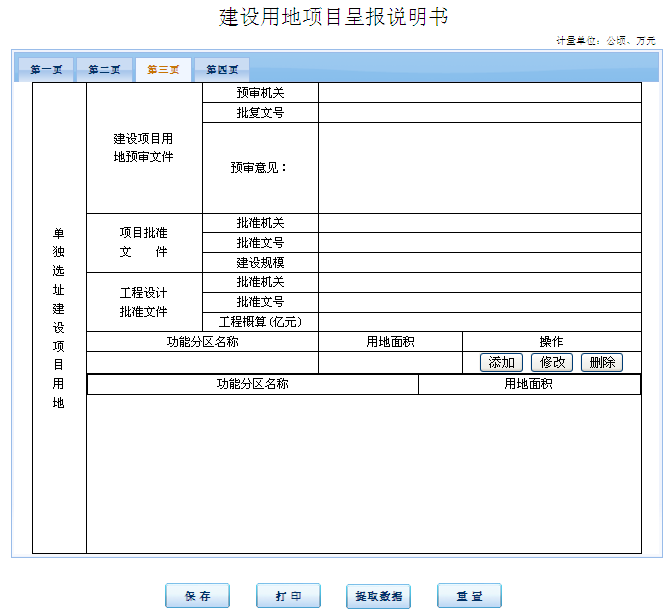 建设用地项目呈报说明书
计量单位：公顷、万元
第一页 第二页 第三页 第四页
单独选址建设项目用地
建设项目用
地预审文件
预审机关
批复文号
预审意见：
项目批准
文 件
批准机关
批准文号
建设规模
工程设计
批准文件
批准机关
批准文号
工程概算(亿元)
功能分区名称 用地面积 操作
添加 修改 删除
功能分区名称 用地面积
保存 打印 提取数据 重置